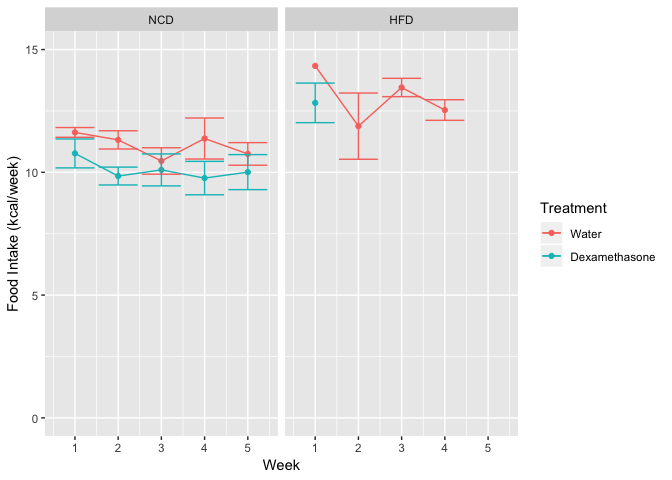 NCD
HFD
15
10
5
0
Food Intake (kcal/week)
1 2 3 4 5
1 2 3 4 5
Week
Treatment
Water
Dexamethasone